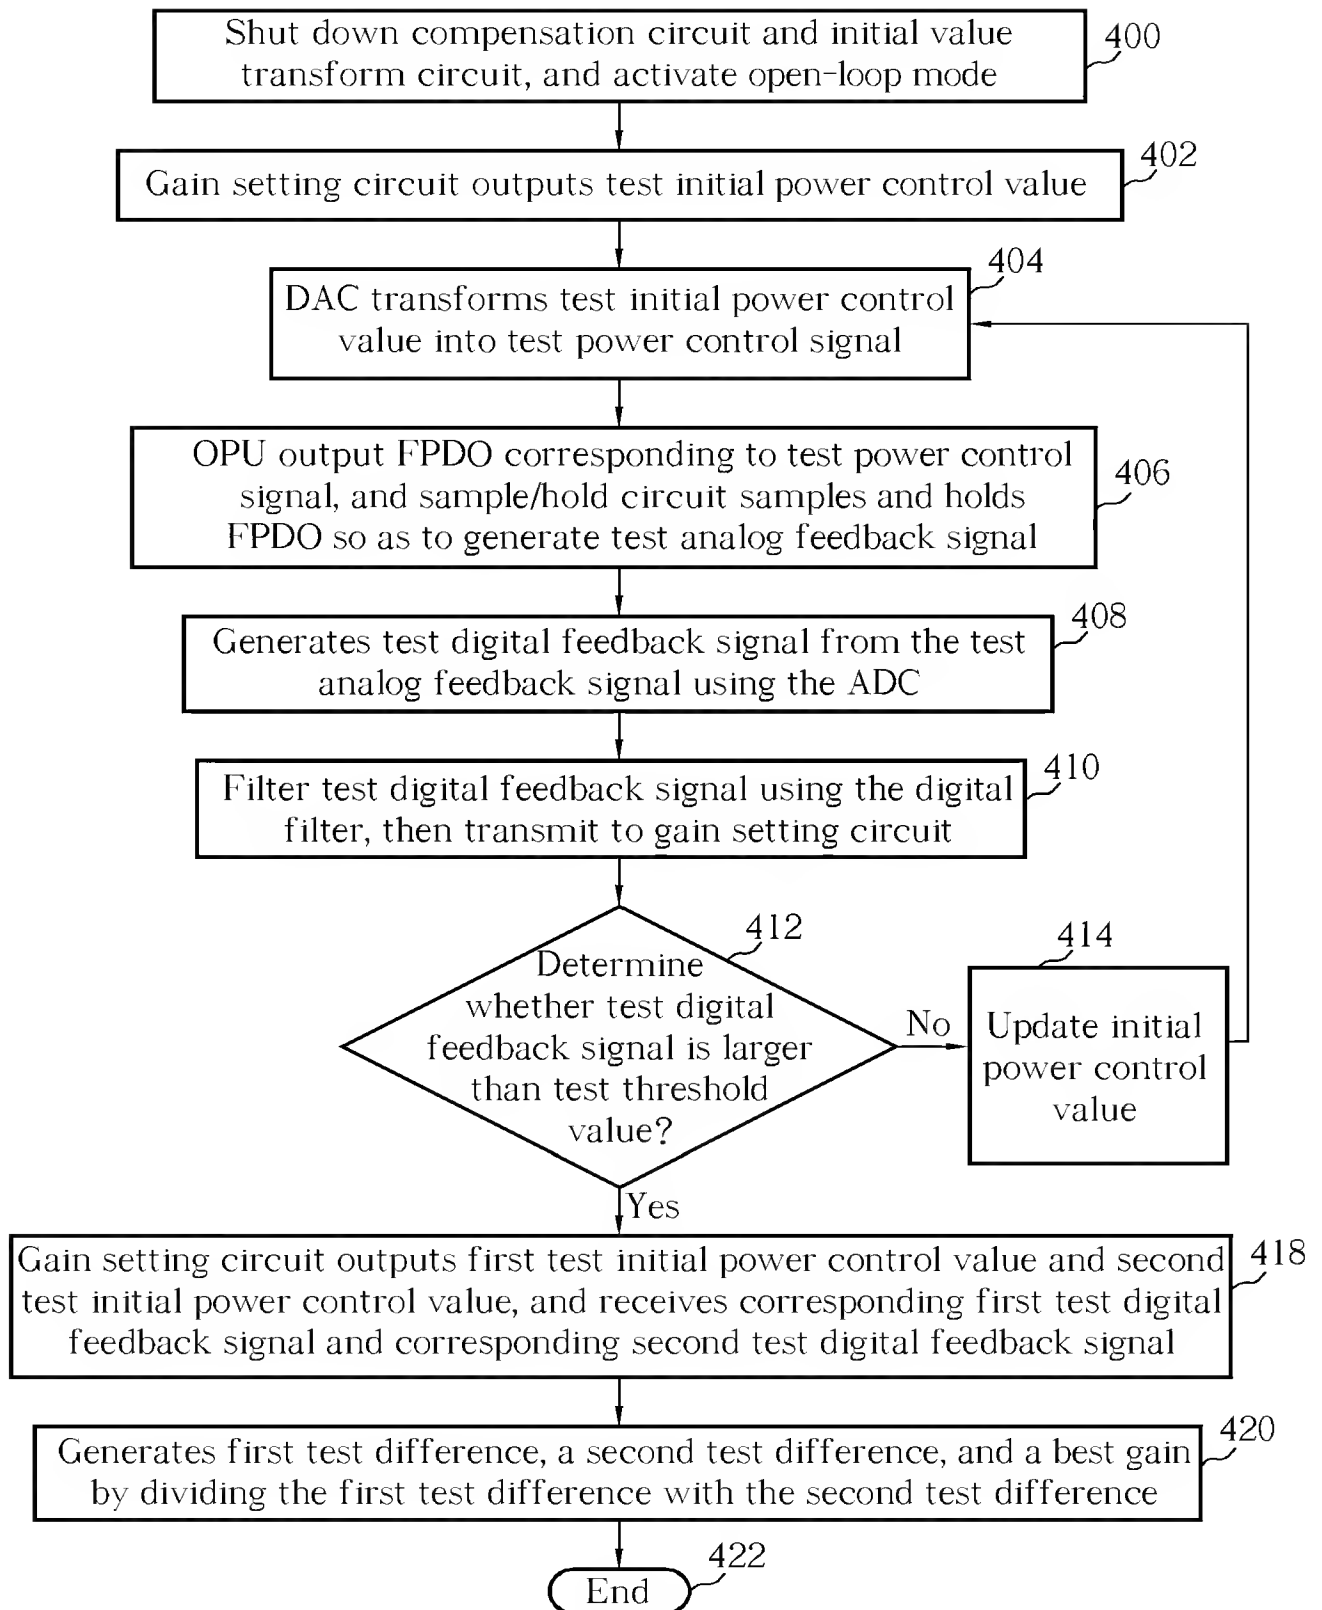 Shut down compensation circuit and initial value
transform circuit, and activate open-loop mode
400
Gain setting circuit outputs test initial power control value
402
DAC transforms test initial power control
value into test power control signal
404
OPU output FPDO corresponding to test power control
signal, and sample/hold circuit samples and holds
FPDO so as to generate test analog feedback signal
406
Generates test digital feedback signal from the test
analog feedback signal using the ADC
408
Filter test digital feedback signal using the digital
filter, then transmit to gain setting circuit
410
Determine
whether test digital
feedback signal is larger
than test threshold
value?
412
No
Update initial
power control
value
414
Yes
Gain setting circuit outputs first test initial power control value and second
test initial power control value, and receives corresponding first test digital
feedback signal and corresponding second test digital feedback signal
418
Generates first test difference, a second test difference, and a best gain
by dividing the first test difference with the second test difference
420
End
422